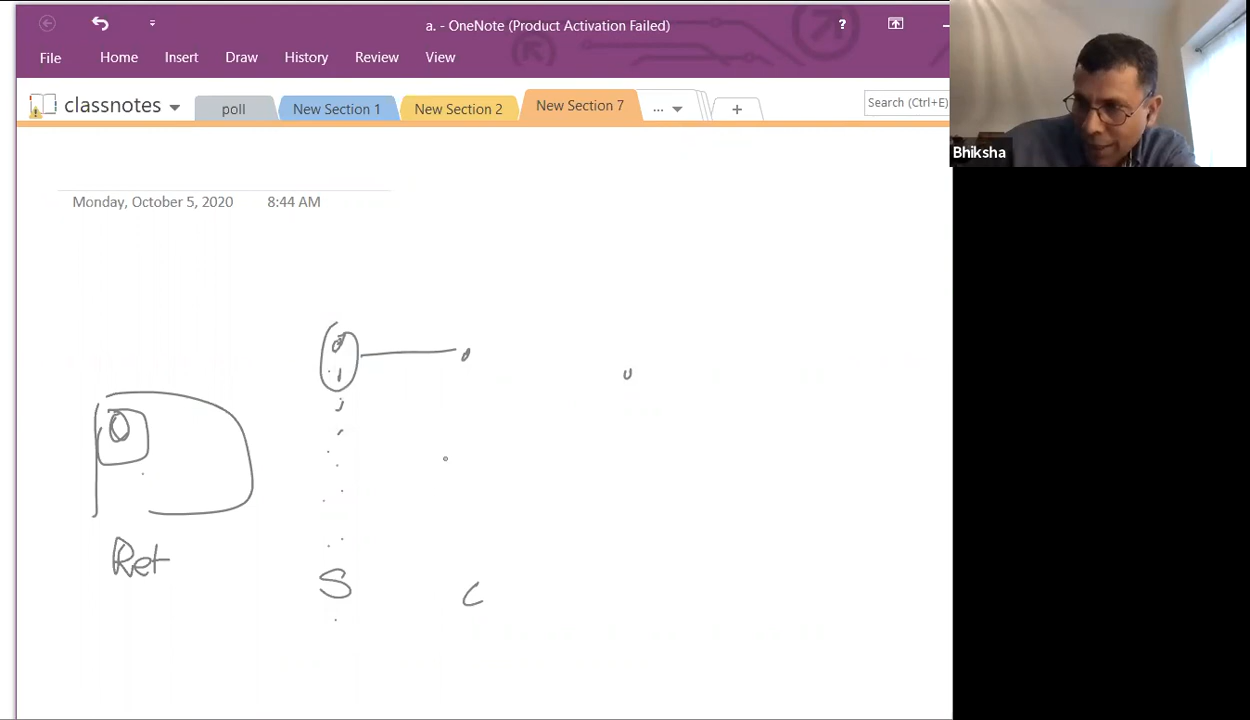 a. - OneNote (Product Activation Failed)
?
File Home Insert Draw History Review View
classnotes poll New Section 1 New Section 2 New Section 7 ... + Search (Ctrl+E)
Bhiksha
Monday, October 5, 2020 8:44 AM
Ret
S C